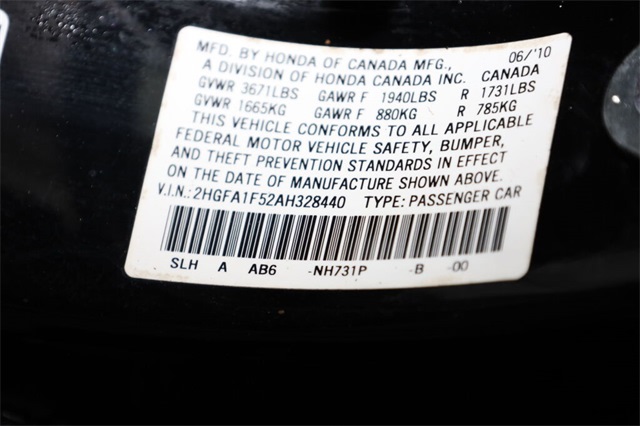 MFD. BY HONDA OF CANADA MFG., 06/'10
A DIVISION OF HONDA CANADA INC. CANADA
GVWR 3671LBS GAWR F 1940LBS R 1731LBS
GVWR 1665KG GAWR F 880KG R 785KG
THIS VEHICLE CONFORMS TO ALL APPLICABLE
FEDERAL MOTOR VEHICLE SAFETY, BUMPER,
AND THEFT PREVENTION STANDARDS IN EFFECT
ON THE DATE OF MANUFACTURE SHOWN ABOVE.
V.I.N.: 2HGFA1F52AH328440 TYPE: PASSENGER CAR
SLH A AB6 -NH731P -B -00